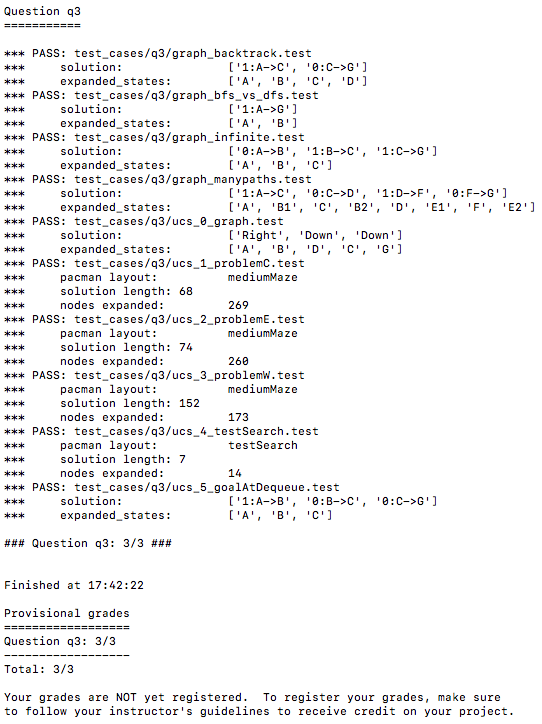 Question q3
===========
*** PASS: test_cases/q3/graph_backtrack.test
***     solution:               ['1:A->C', '0:C->G']
***     expanded_states:        ['A', 'B', 'C', 'D']
*** PASS: test_cases/q3/graph_bfs_vs_dfs.test
***     solution:               ['1:A->G']
***     expanded_states:        ['A', 'B']
*** PASS: test_cases/q3/graph_infinite.test
***     solution:               ['0:A->B', '1:B->C', '1:C->G']
***     expanded_states:        ['A', 'B', 'C']
*** PASS: test_cases/q3/graph_manypaths.test
***     solution:               ['1:A->C', '0:C->D', '1:D->F', '0:F->G']
***     expanded_states:        ['A', 'B1', 'C', 'B2', 'D', 'E1', 'F', 'E2']
*** PASS: test_cases/q3/ucs_0_graph.test
***     solution:               ['Right', 'Down', 'Down']
***     expanded_states:        ['A', 'B', 'D', 'C', 'G']
*** PASS: test_cases/q3/ucs_1_problemC.test
***     pacman layout:          mediumMaze
***     solution length: 68
***     nodes expanded:         269
*** PASS: test_cases/q3/ucs_2_problemE.test
***     pacman layout:          mediumMaze
***     solution length: 74
***     nodes expanded:         260
*** PASS: test_cases/q3/ucs_3_problemW.test
***     pacman layout:          mediumMaze
***     solution length: 152
***     nodes expanded:         173
*** PASS: test_cases/q3/ucs_4_testSearch.test
***     pacman layout:          testSearch
***     solution length: 7
***     nodes expanded:         14
*** PASS: test_cases/q3/ucs_5_goalAtDequeue.test
***     solution:               ['1:A->B', '0:B->C', '0:C->G']
***     expanded_states:        ['A', 'B', 'C']
### Question q3: 3/3 ###
Finished at 17:42:22
Provisional grades
==================
Question q3: 3/3
------------------
Total: 3/3
Your grades are NOT yet registered.  To register your grades, make sure
to follow your instructor's guidelines to receive credit on your project.